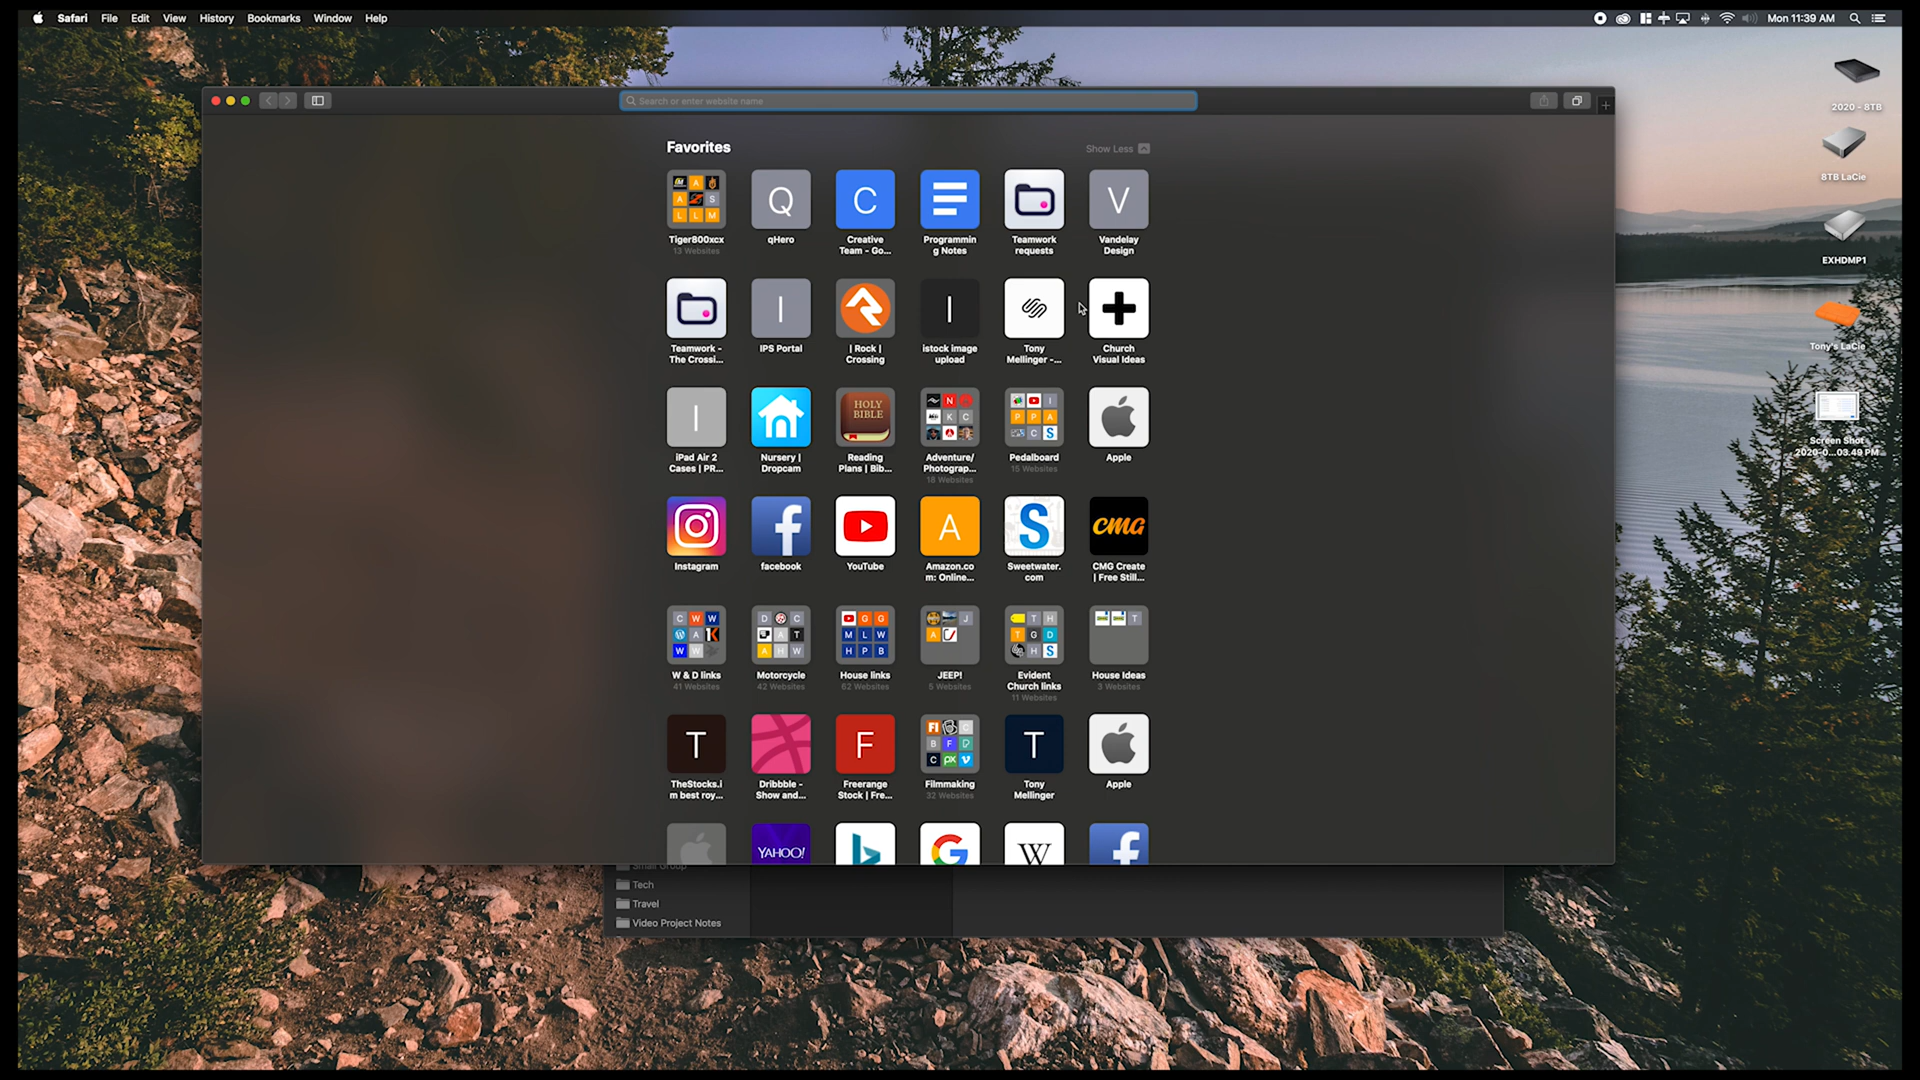 Safari File Edit View History Bookmarks Window Help
Mon 11:39 AM
Search or enter website name
2020 - 8TB
8TB LaCie
EXHDMP1
Tony's LaCie
Screen Shot
2020-0...03.49 PM
Favorites
Show Less
Tiger800xcx
13 Websites
Q
qHero
C
Creative
Team - Go...
Programmin
g Notes
Teamwork
requests
V
Vandelay
Design
Teamwork -
The Crossi...
I
IPS Portal
| Rock |
Crossing
I
istock image
upload
Tony
Mellinger -...
Church
Visual Ideas
I
iPad Air 2
Cases | PR...
Nursery |
Dropcam
HOLY
BIBLE
Reading
Plans | Bib...
Adventure/
Photograp...
18 Websites
Pedalboard
15 Websites
Apple
Instagram
facebook
YouTube
A
Amazon.co
m: Online...
S
Sweetwater.
com
cmg
CMG Create
| Free Still...
W & D links
41 Websites
Motorcycle
42 Websites
House links
62 Websites
JEEP!
5 Websites
Evident
Church links
11 Websites
House Ideas
3 Websites
T
TheStocks.i
m best roy...
Dribbble -
Show and...
F
Freerange
Stock | Fre...
Filmmaking
32 Websites
T
Tony
Mellinger
Apple
YAHOO!
W
Small Group
Tech
Travel
Video Project Notes